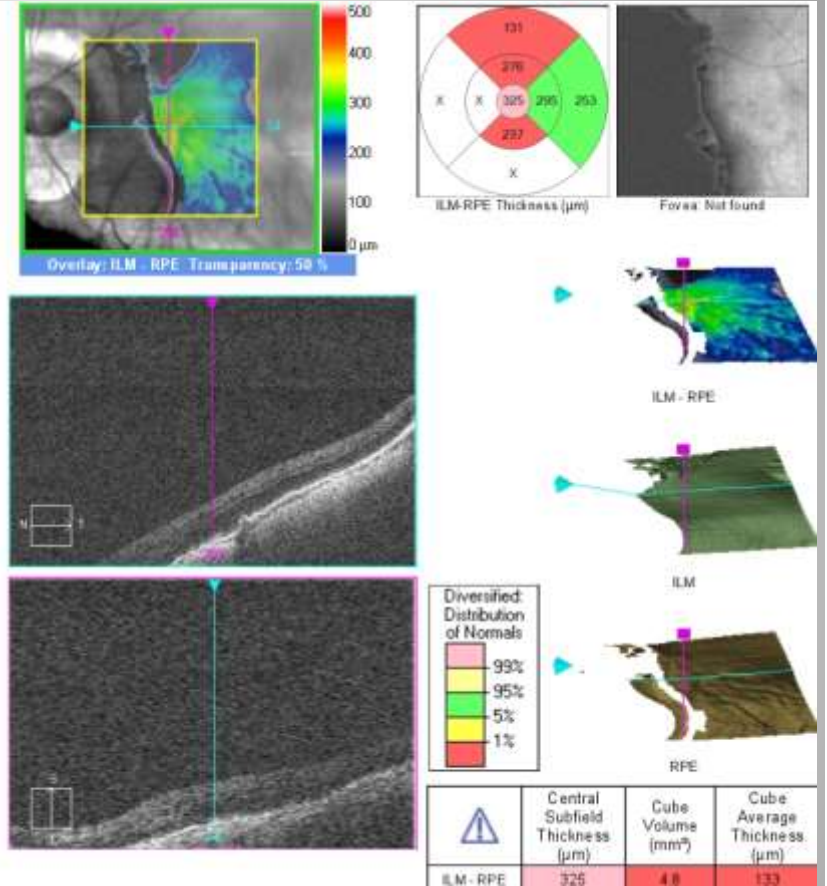 500
400
300
200
100
0 µm
Overlay: ILM - RPE Transparency: 50 %
131
276
X X 325 295 253
237
X
ILM-RPE Thickness (µm)
Fovea: Not found
ILM - RPE
N T
ILM
S
Diversified:
Distribution
of Normals
99%
95%
5%
1%
RPE
Central
Subfield
Thickness
(µm)
Cube
Volume
(mm³)
Cube
Average
Thickness
(µm)
ILM - RPE 325 4.8 133